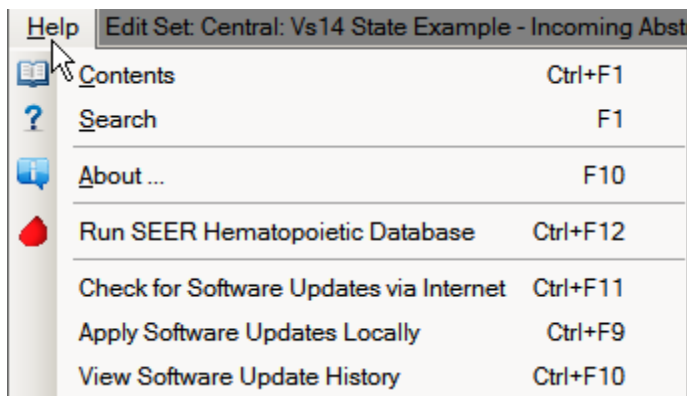 Help Edit Set: Central: Vs14 State Example - Incoming Abst
Contents Ctrl+F1
? Search F1
About ... F10
Run SEER Hematopoietic Database Ctrl+F12
Check for Software Updates via Internet Ctrl+F11
Apply Software Updates Locally Ctrl+F9
View Software Update History Ctrl+F10